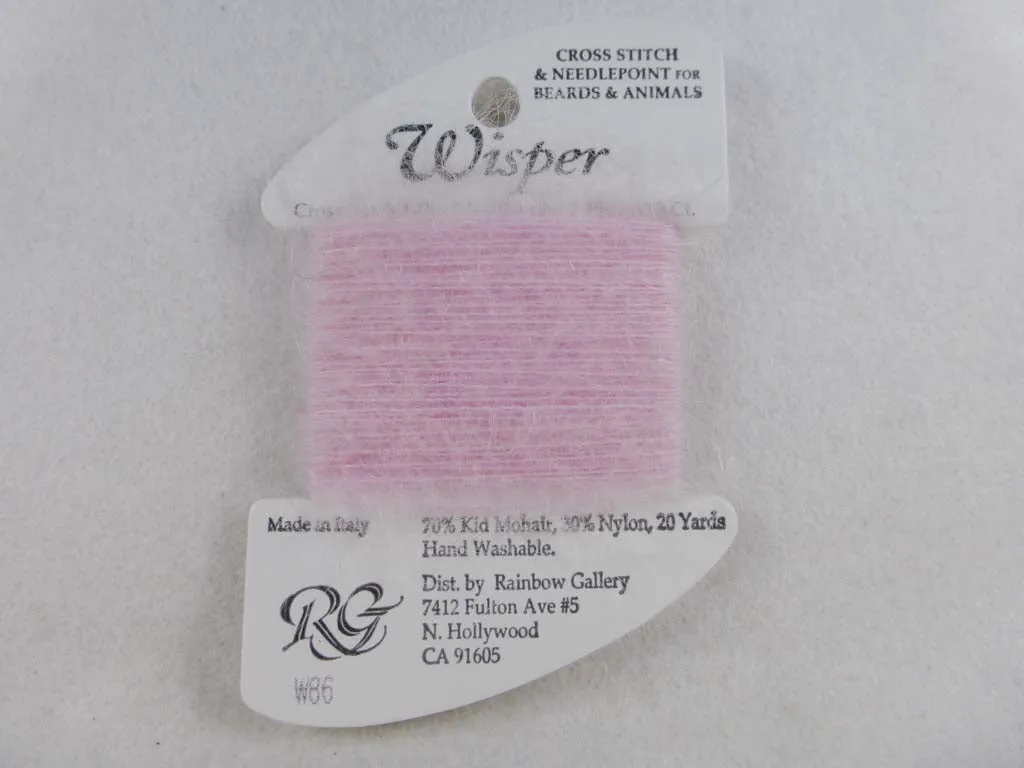 CROSS STITCH
& NEEDLEPOINT FOR
BEARDS & ANIMALS
Wisper
Ct.
Made in Italy
70% Kid Mohair, 30% Nylon, 20 Yards
Hand Washable.
Dist. by Rainbow Gallery
7412 Fulton Ave #5
N. Hollywood
CA 91605
RG
W86